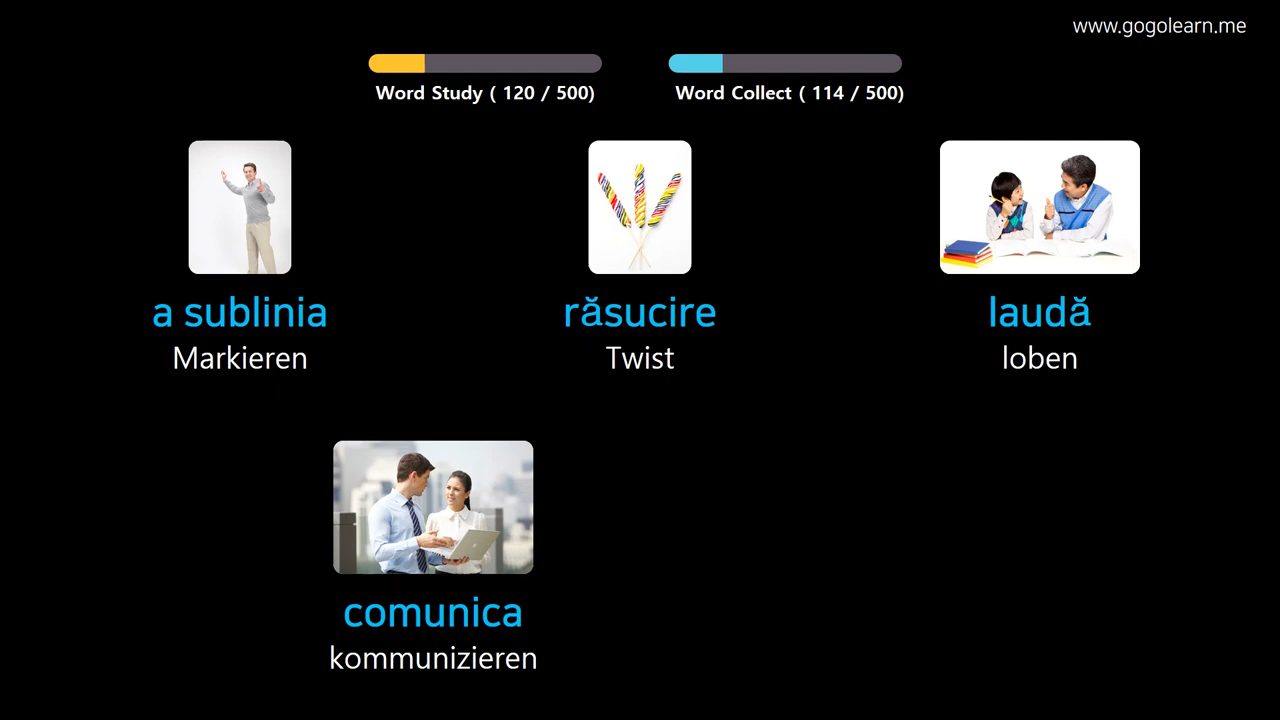 www.gogolearn.me
Word Study ( 120 / 500)
Word Collect ( 114 / 500)
a sublinia
Markieren
răsucire
Twist
laudă
loben
comunica
kommunizieren